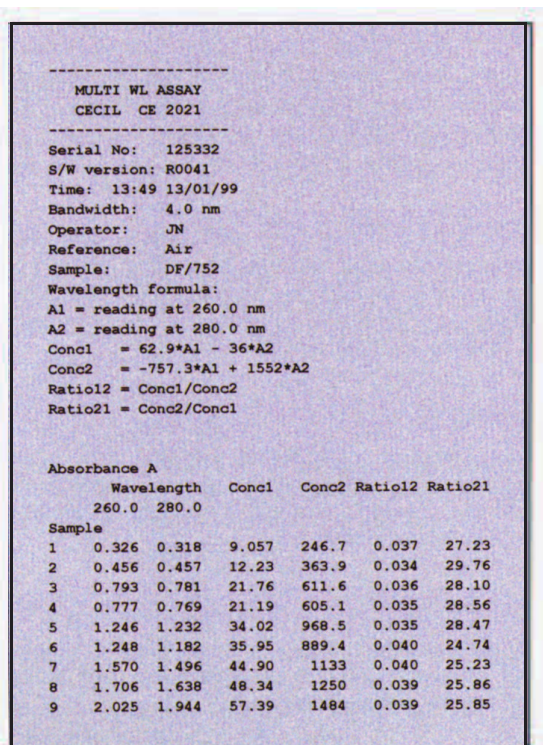 --------------------
MULTI WL ASSAY
CECIL CE 2021
--------------------
Serial No: 125332
S/W version: R0041
Time: 13:49 13/01/99
Bandwidth: 4.0 nm
Operator: JN
Reference: Air
Sample: DF/752
Wavelength formula:
A1 = reading at 260.0 nm
A2 = reading at 280.0 nm
Conc1 = 62.9*A1 - 36*A2
Conc2 = -757.3*A1 + 1552*A2
Ratio12 = Conc1/Conc2
Ratio21 = Conc2/Conc1
Absorbance A
Wavelength Conc1 Conc2 Ratio12 Ratio21
260.0 280.0
Sample
1 0.326 0.318 9.057 246.7 0.037 27.23
2 0.456 0.457 12.23 363.9 0.034 29.76
3 0.793 0.781 21.76 611.6 0.036 28.10
4 0.777 0.769 21.19 605.1 0.035 28.56
5 1.246 1.232 34.02 968.5 0.035 28.47
6 1.248 1.182 35.95 889.4 0.040 24.74
7 1.570 1.496 44.90 1133 0.040 25.23
8 1.706 1.638 48.34 1250 0.039 25.86
9 2.025 1.944 57.39 1484 0.039 25.85